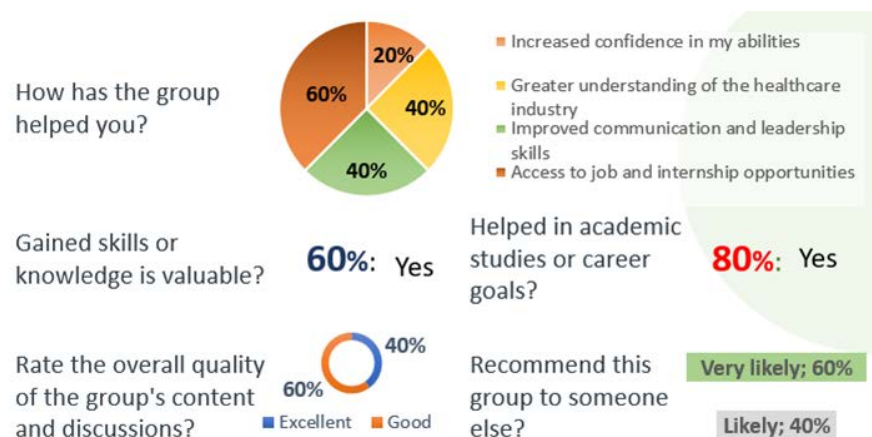 How has the group
helped you?
20%
40%
40%
60%
Increased confidence in my abilities
Greater understanding of the healthcare
industry
Improved communication and leadership
skills
Access to job and internship opportunities
Gained skills or
knowledge is valuable?
60%: Yes
Helped in academic
studies or career
goals?
80%: Yes
Rate the overall quality
of the group's content
and discussions?
40%
60%
Excellent
Good
Recommend this
group to someone
else?
Very likely; 60%
Likely; 40%